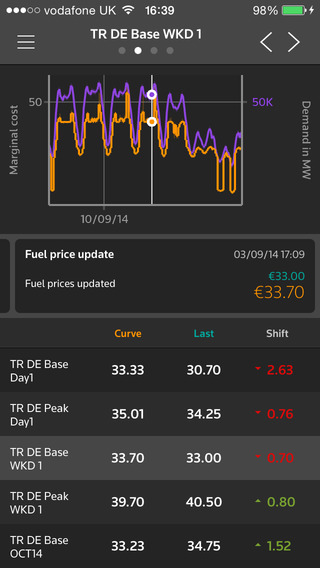 vodafone UK 16:39 98%
TR DE Base WKD 1
Marginal cost
50
50K
Demand in MW
10/09/14
Fuel price update 03/09/14 17:09
€33.00
Fuel prices updated €33.70
Curve Last Shift
TR DE Base
Day1 33.33 30.70 2.63
TR DE Peak
Day1 35.01 34.25 0.76
TR DE Base
WKD 1 33.70 33.00 0.70
TR DE Peak
WKD 1 39.70 40.50 0.80
TR DE Base
OCT14 33.23 34.75 1.52